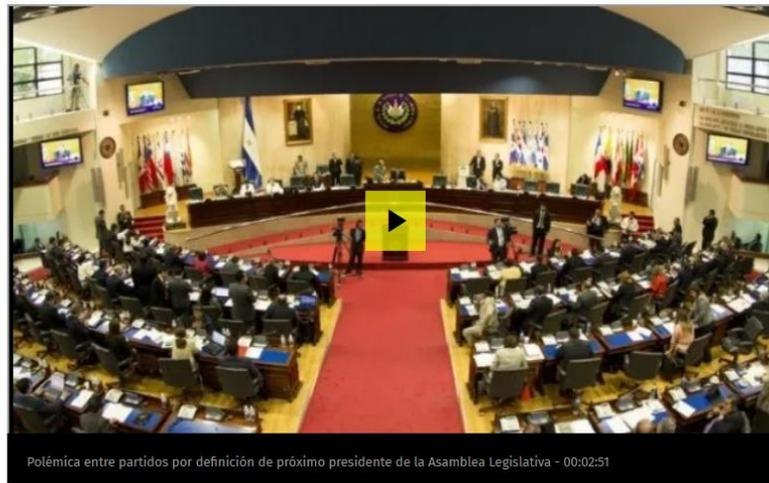 Polémica entre partidos por definición de próximo presidente de la Asamblea Legislativa - 00:02:51